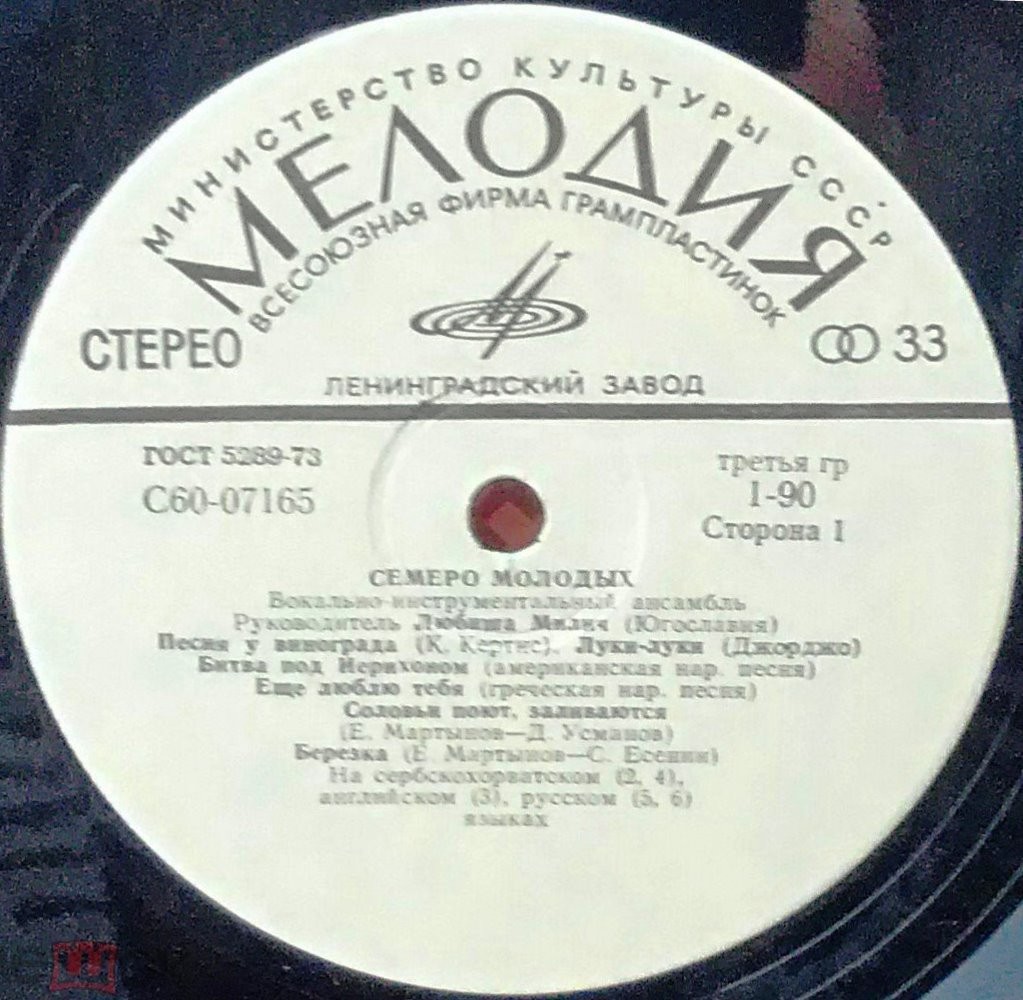 МИНИСТЕРСТВО КУЛЬТУРЫ СССР
МЕЛОДИЯ
ВСЕСОЮЗНАЯ ФИРМА ГРАМПЛАСТИНОК
СТЕРЕО
33
ЛЕНИНГРАДСКИЙ ЗАВОД
ГОСТ 5289-73
С60-07165
третья гр
1-90
Сторона 1
СЕМЕРО МОЛОДЫХ
Вокально-инструментальный ансамбль
Руководитель Любиша Милич (Югославия)
Песня у винограда (К. Кертис). Луки-луки (Джорджо)
Битва под Иерихоном (американская нар. песня)
Еще люблю тебя (греческая нар. песня)
Соловьи поют, заливаются
(Е. Мартынов—Д. Усманов)
Березка (Е. Мартынов—С. Есенин)
На сербскохорватском (2, 4),
английском (3), русском (5, 6)
языках